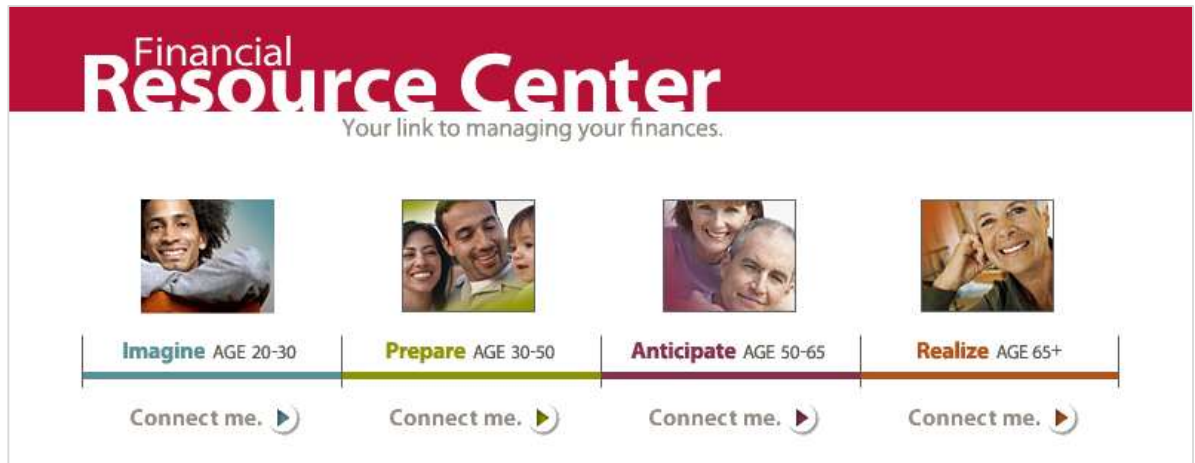 Financial
Resource Center
Your link to managing your finances.
Imagine AGE 20-30
Prepare AGE 30-50
Anticipate AGE 50-65
Realize AGE 65+
Connect me.
Connect me.
Connect me.
Connect me.